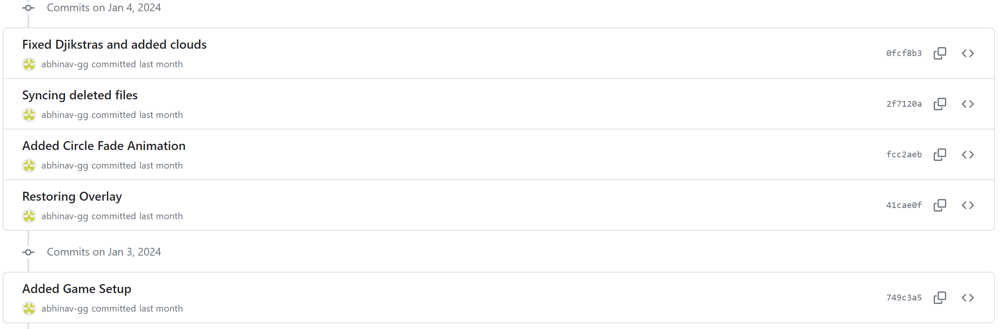 Commits on Jan 4, 2024
Fixed Djikstras and added clouds
abhinav-gg committed last month
0fcf8b3
Syncing deleted files
abhinav-gg committed last month
2f7120a
Added Circle Fade Animation
abhinav-gg committed last month
fcc2aeb
Restoring Overlay
abhinav-gg committed last month
41cae0f
Commits on Jan 3, 2024
Added Game Setup
abhinav-gg committed last month
749c3a5